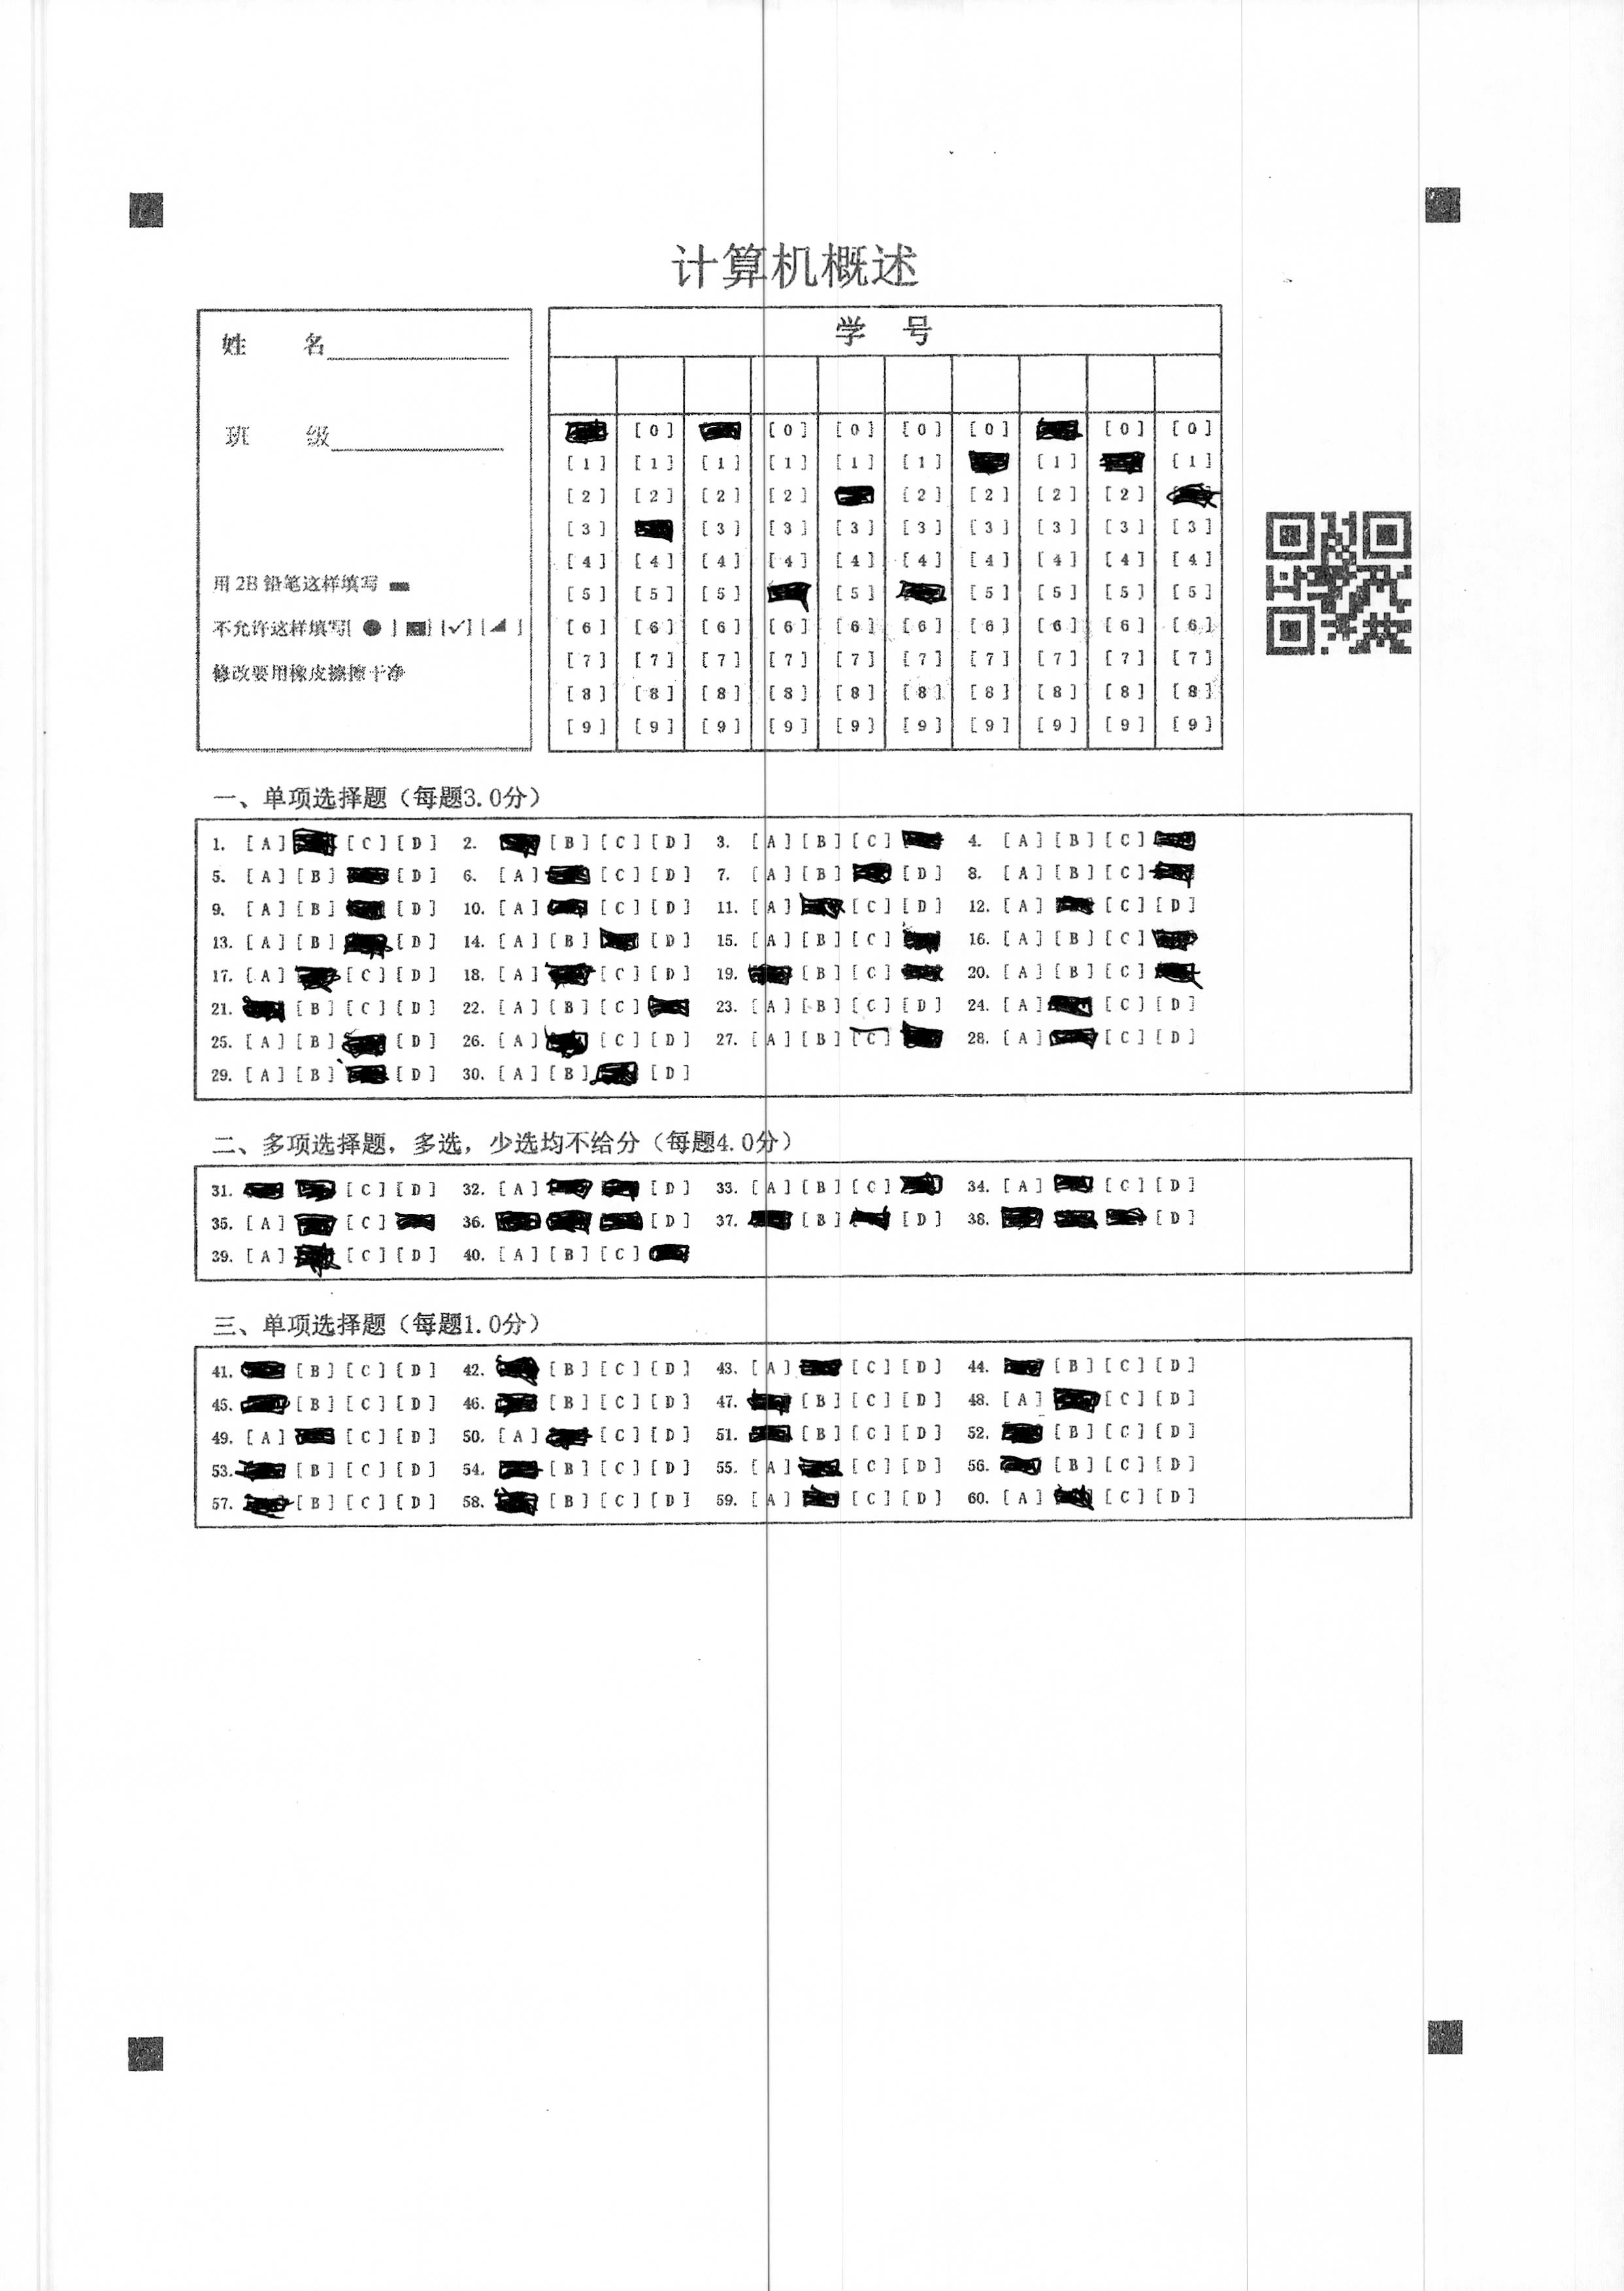 计算机概述
姓 名
班 级
用 2B 铅笔这样填写
不允许这样填写[ ● ] [ ] [✓] [ ]
修改要用橡皮擦擦干净
学 号
[0] [0] [0] [0] [0] [0] [0]
[1] [1] [1] [1] [1] [1] [1] [1]
[2] [2] [2] [2] [2] [2] [2] [2]
[3] [3] [3] [3] [3] [3] [3] [3] [3]
[4] [4] [4] [4] [4] [4] [4] [4] [4] [4]
[5] [5] [5] [5] [5] [5] [5] [5]
[6] [6] [6] [6] [6] [6] [6] [6] [6] [6]
[7] [7] [7] [7] [7] [7] [7] [7] [7] [7]
[8] [8] [8] [8] [8] [8] [8] [8] [8] [8]
[9] [9] [9] [9] [9] [9] [9] [9] [9] [9]
一、单项选择题（每题3.0分）
1. [A] [C] [D] 2. [B] [C] [D] 3. [A] [B] [C] 4. [A] [B] [C]
5. [A] [B] [D] 6. [A] [C] [D] 7. [A] [B] [D] 8. [A] [B] [C]
9. [A] [B] [D] 10. [A] [C] [D] 11. [A] [C] [D] 12. [A] [C] [D]
13. [A] [B] [D] 14. [A] [B] [D] 15. [A] [B] [C] 16. [A] [B] [C]
17. [A] [C] [D] 18. [A] [C] [D] 19. [B] [C] 20. [A] [B] [C]
21. [B] [C] [D] 22. [A] [B] [C] 23. [A] [B] [C] [D] 24. [A] [C] [D]
25. [A] [B] [D] 26. [A] [C] [D] 27. [A] [B] [C] 28. [A] [C] [D]
29. [A] [B] [D] 30. [A] [B] [D]
二、多项选择题，多选，少选均不给分（每题4.0分）
31. [C] [D] 32. [A] [D] 33. [A] [B] [C] 34. [A] [C] [D]
35. [A] [C] 36. [D] 37. [B] [D] 38. [D]
39. [A] [C] [D] 40. [A] [B] [C]
三、单项选择题（每题1.0分）
41. [B] [C] [D] 42. [B] [C] [D] 43. [A] [C] [D] 44. [B] [C] [D]
45. [B] [C] [D] 46. [B] [C] [D] 47. [B] [C] [D] 48. [A] [C] [D]
49. [A] [C] [D] 50. [A] [C] [D] 51. [B] [C] [D] 52. [B] [C] [D]
53. [B] [C] [D] 54. [B] [C] [D] 55. [A] [C] [D] 56. [B] [C] [D]
57. [B] [C] [D] 58. [B] [C] [D] 59. [A] [C] [D] 60. [A] [C] [D]